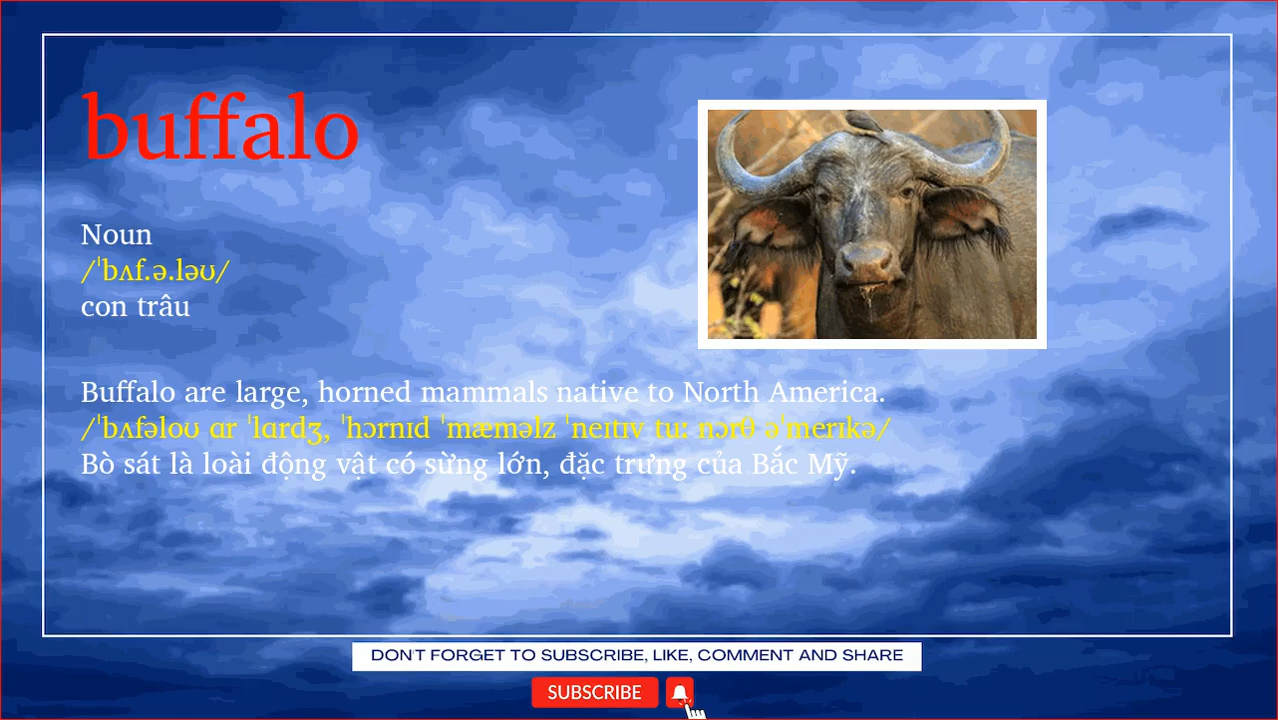 buffalo
Noun
/ˈbʌf.ə.ləʊ/
con trâu
Buffalo are large, horned mammals native to North America.
/ˈbʌfəloʊ ɑr ˈlɑrdʒ, ˈhɔrnɪd ˈmæməlz ˈneɪtɪv tuː nɔrθ əˈmerɪkə/
Bò sát là loài động vật có sừng lớn, đặc trưng của Bắc Mỹ.
DON'T FORGET TO SUBSCRIBE, LIKE, COMMENT AND SHARE
SUBSCRIBE